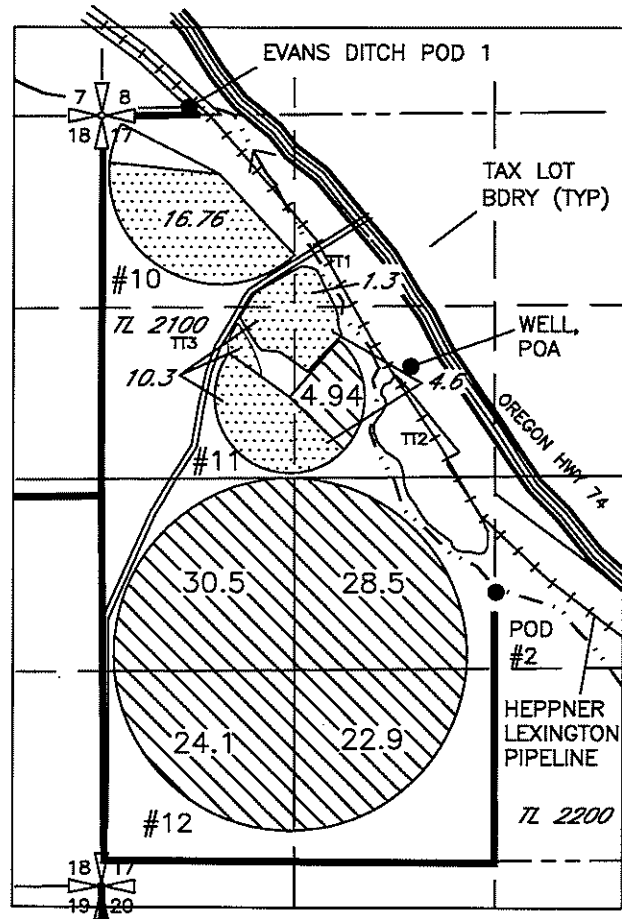 EVANS DITCH POD 1
7 8
18 17
TAX LOT
BDRY (TYP)
16.76
#10
TT1
1.3
TL 2100
TT3
WELL,
POA
10.3
4.94
4.6
OREGON HWY 74
TT2
#11
30.5 28.5
POD
#2
HEPPNER
LEXINGTON
PIPELINE
24.1 22.9
TL 2200
#12
18 17
19 20